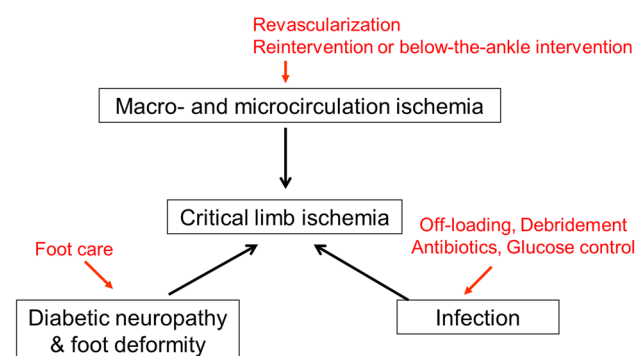 Revascularization
Reintervention or below-the-ankle intervention
Macro- and microcirculation ischemia
Critical limb ischemia
Off-loading, Debridement
Antibiotics, Glucose control
Foot care
Diabetic neuropathy
& foot deformity
Infection